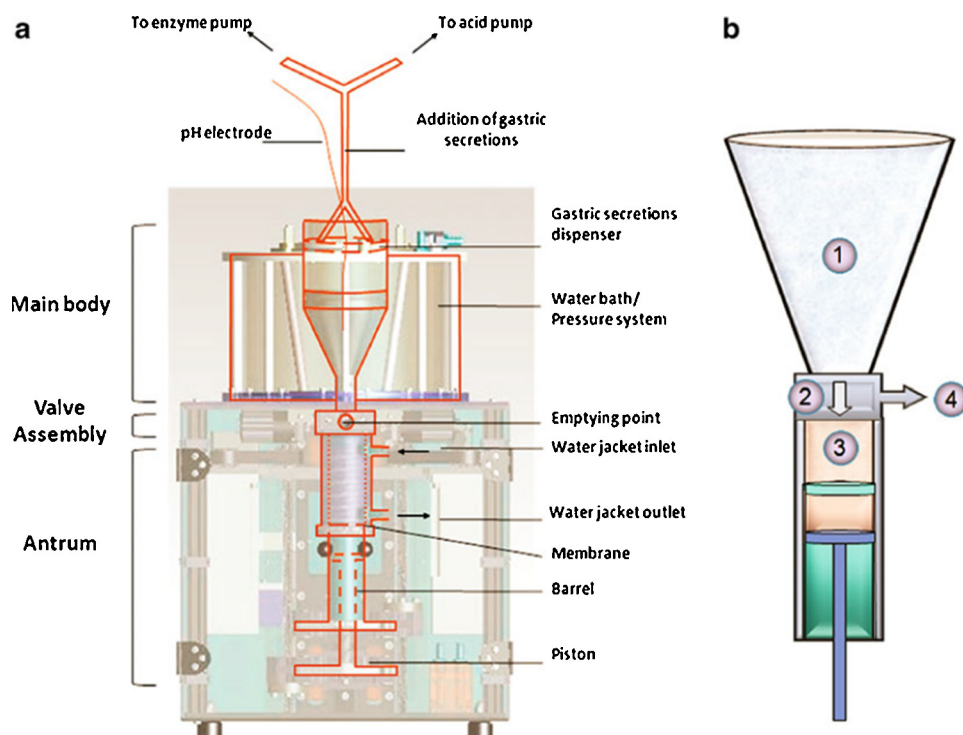 a
To enzyme pump
To acid pump
pH electrode
Addition of gastric
secretions
Gastric secretions
dispenser
Main body
Water bath/
Pressure system
Valve
Assembly
Emptying point
Water jacket inlet
Antrum
Water jacket outlet
Membrane
Barrel
Piston
b
1
2
4
3